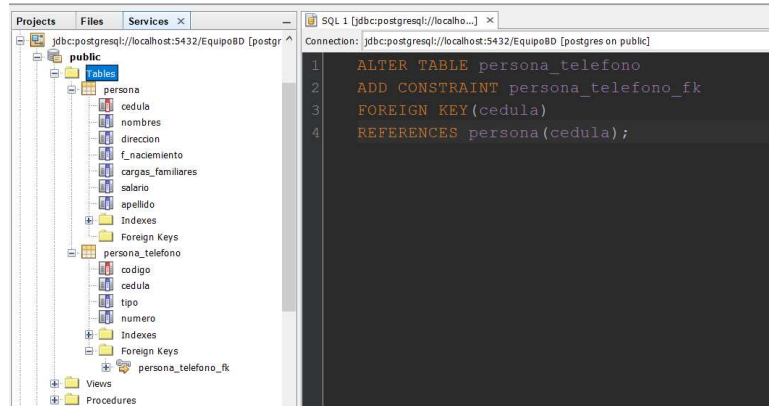 Projects Files Services × –
jdbc:postgresql://localhost:5432/EquipoBD [postgr
public
Tables
persona
cedula
nombres
direccion
f_naciemiento
cargas_familiares
salario
apellido
Indexes
Foreign Keys
persona_telefono
codigo
cedula
tipo
numero
Indexes
Foreign Keys
persona_telefono_fk
Views
Procedures
SQL 1 [jdbc:postgresql://localho...] ×
Connection: jdbc:postgresql://localhost:5432/EquipoBD [postgres on public]
1 ALTER TABLE persona_telefono
2 ADD CONSTRAINT persona_telefono_fk
3 FOREIGN KEY(cedula)
4 REFERENCES persona(cedula);